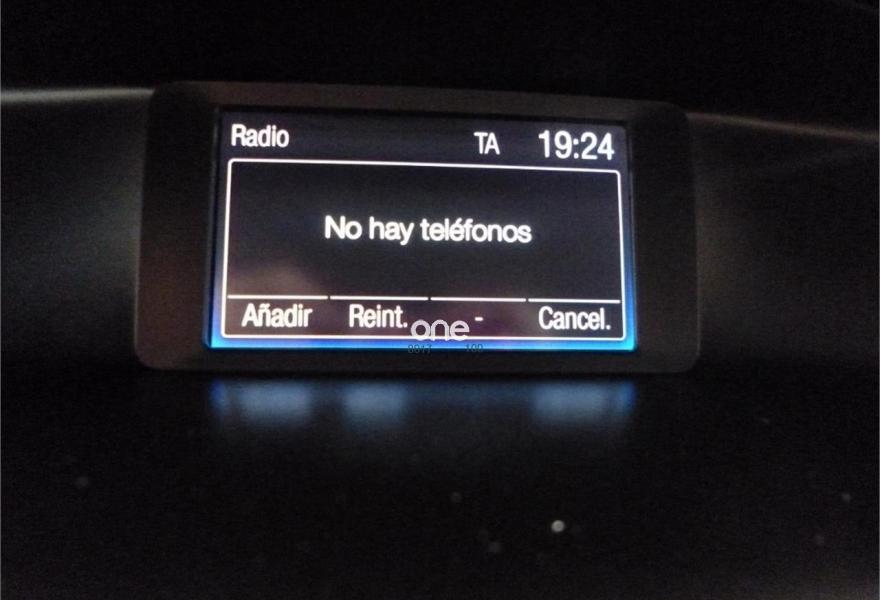 Radio TA 19:24
No hay teléfonos
Añadir Reint. - Cancel.
one